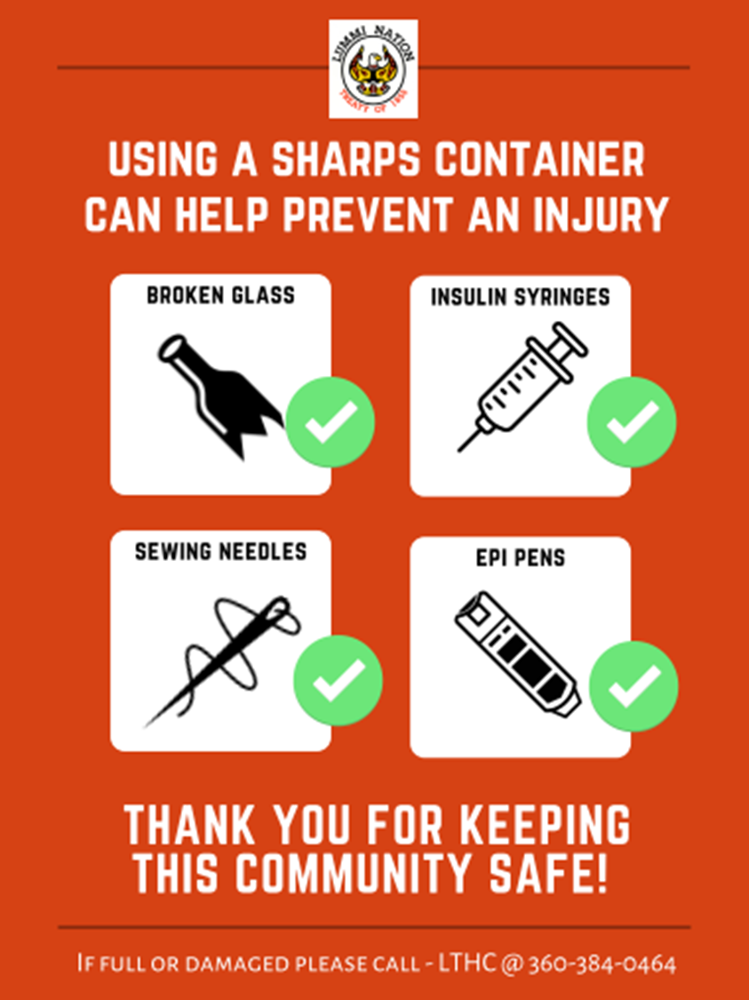 LUMMI NATION
TREATY OF 1855
USING A SHARPS CONTAINER
CAN HELP PREVENT AN INJURY
BROKEN GLASS
INSULIN SYRINGES
SEWING NEEDLES
EPI PENS
THANK YOU FOR KEEPING
THIS COMMUNITY SAFE!
IF FULL OR DAMAGED PLEASE CALL - LTHC @ 360-384-0464